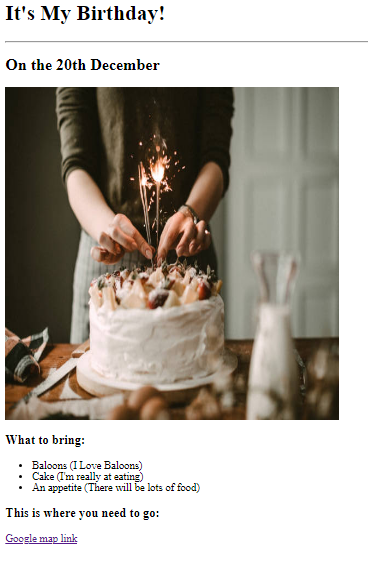 It's My Birthday!
On the 20th December
What to bring:
Baloons (I Love Baloons)
Cake (I'm really at eating)
An appetite (There will be lots of food)
This is where you need to go:
Google map link